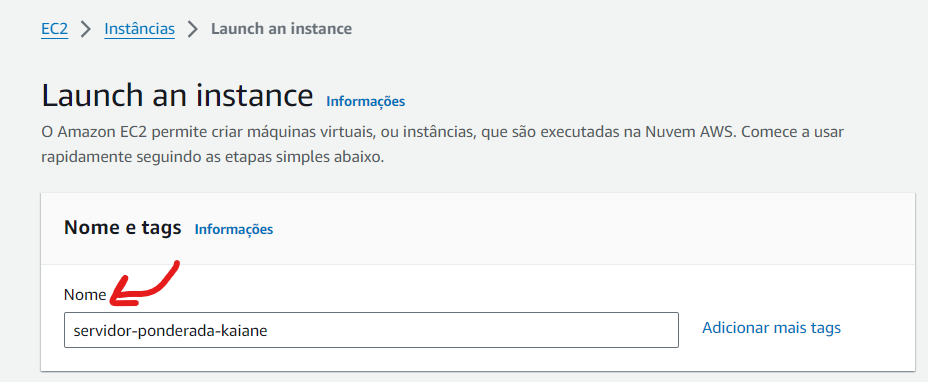 EC2 > Instâncias > Launch an instance
Launch an instance Informações
O Amazon EC2 permite criar máquinas virtuais, ou instâncias, que são executadas na Nuvem AWS. Comece a usar
rapidamente seguindo as etapas simples abaixo.
Nome e tags Informações
Nome
servidor-ponderada-kaiane Adicionar mais tags